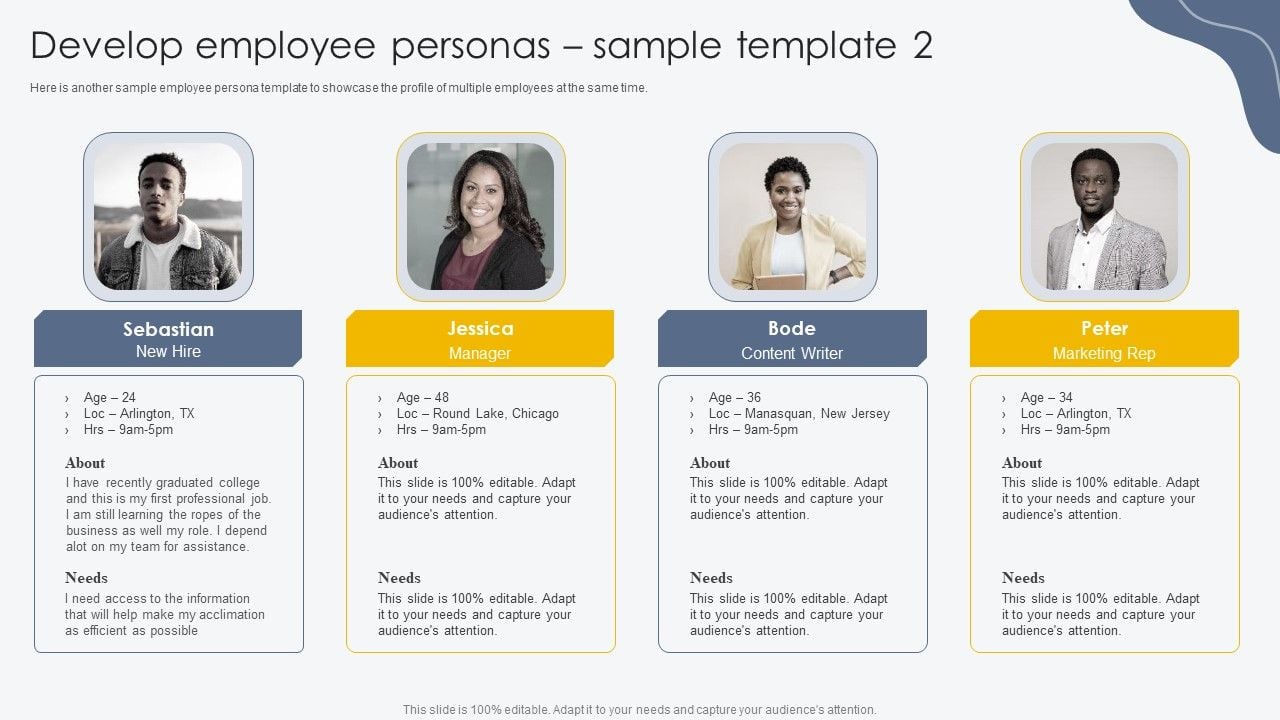 Develop employee personas – sample template 2
Here is another sample employee persona template to showcase the profile of multiple employees at the same time.
Sebastian
New Hire
› Age – 24
› Loc – Arlington, TX
› Hrs – 9am-5pm
About
I have recently graduated college
and this is my first professional job.
I am still learning the ropes of the
business as well my role. I depend
alot on my team for assistance.
Needs
I need access to the information
that will help make my acclimation
as efficient as possible
Jessica
Manager
› Age – 48
› Loc – Round Lake, Chicago
› Hrs – 9am-5pm
About
This slide is 100% editable. Adapt
it to your needs and capture your
audience's attention.
Needs
This slide is 100% editable. Adapt
it to your needs and capture your
audience's attention.
Bode
Content Writer
› Age – 36
› Loc – Manasquan, New Jersey
› Hrs – 9am-5pm
About
This slide is 100% editable. Adapt
it to your needs and capture your
audience's attention.
Needs
This slide is 100% editable. Adapt
it to your needs and capture your
audience's attention.
Peter
Marketing Rep
› Age – 34
› Loc – Arlington, TX
› Hrs – 9am-5pm
About
This slide is 100% editable. Adapt
it to your needs and capture your
audience's attention.
Needs
This slide is 100% editable. Adapt
it to your needs and capture your
audience's attention.
This slide is 100% editable. Adapt it to your needs and capture your audience's attention.